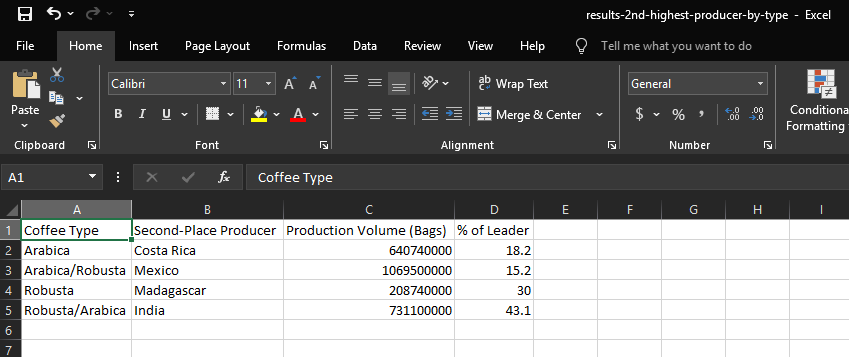 results-2nd-highest-producer-by-type - Excel
File Home Insert Page Layout Formulas Data Review View Help Tell me what you want to do
Paste
Calibri 11 A A
B I U A
ab Wrap Text
Merge & Center
General
$ % , .00 .00
Conditiona
Formatting
Clipboard Font Alignment Number
A1 fx Coffee Type
A B C D E F G H I
1 Coffee Type Second-Place Producer Production Volume (Bags) % of Leader
2 Arabica Costa Rica 640740000 18.2
3 Arabica/Robusta Mexico 1069500000 15.2
4 Robusta Madagascar 208740000 30
5 Robusta/Arabica India 731100000 43.1
6
7